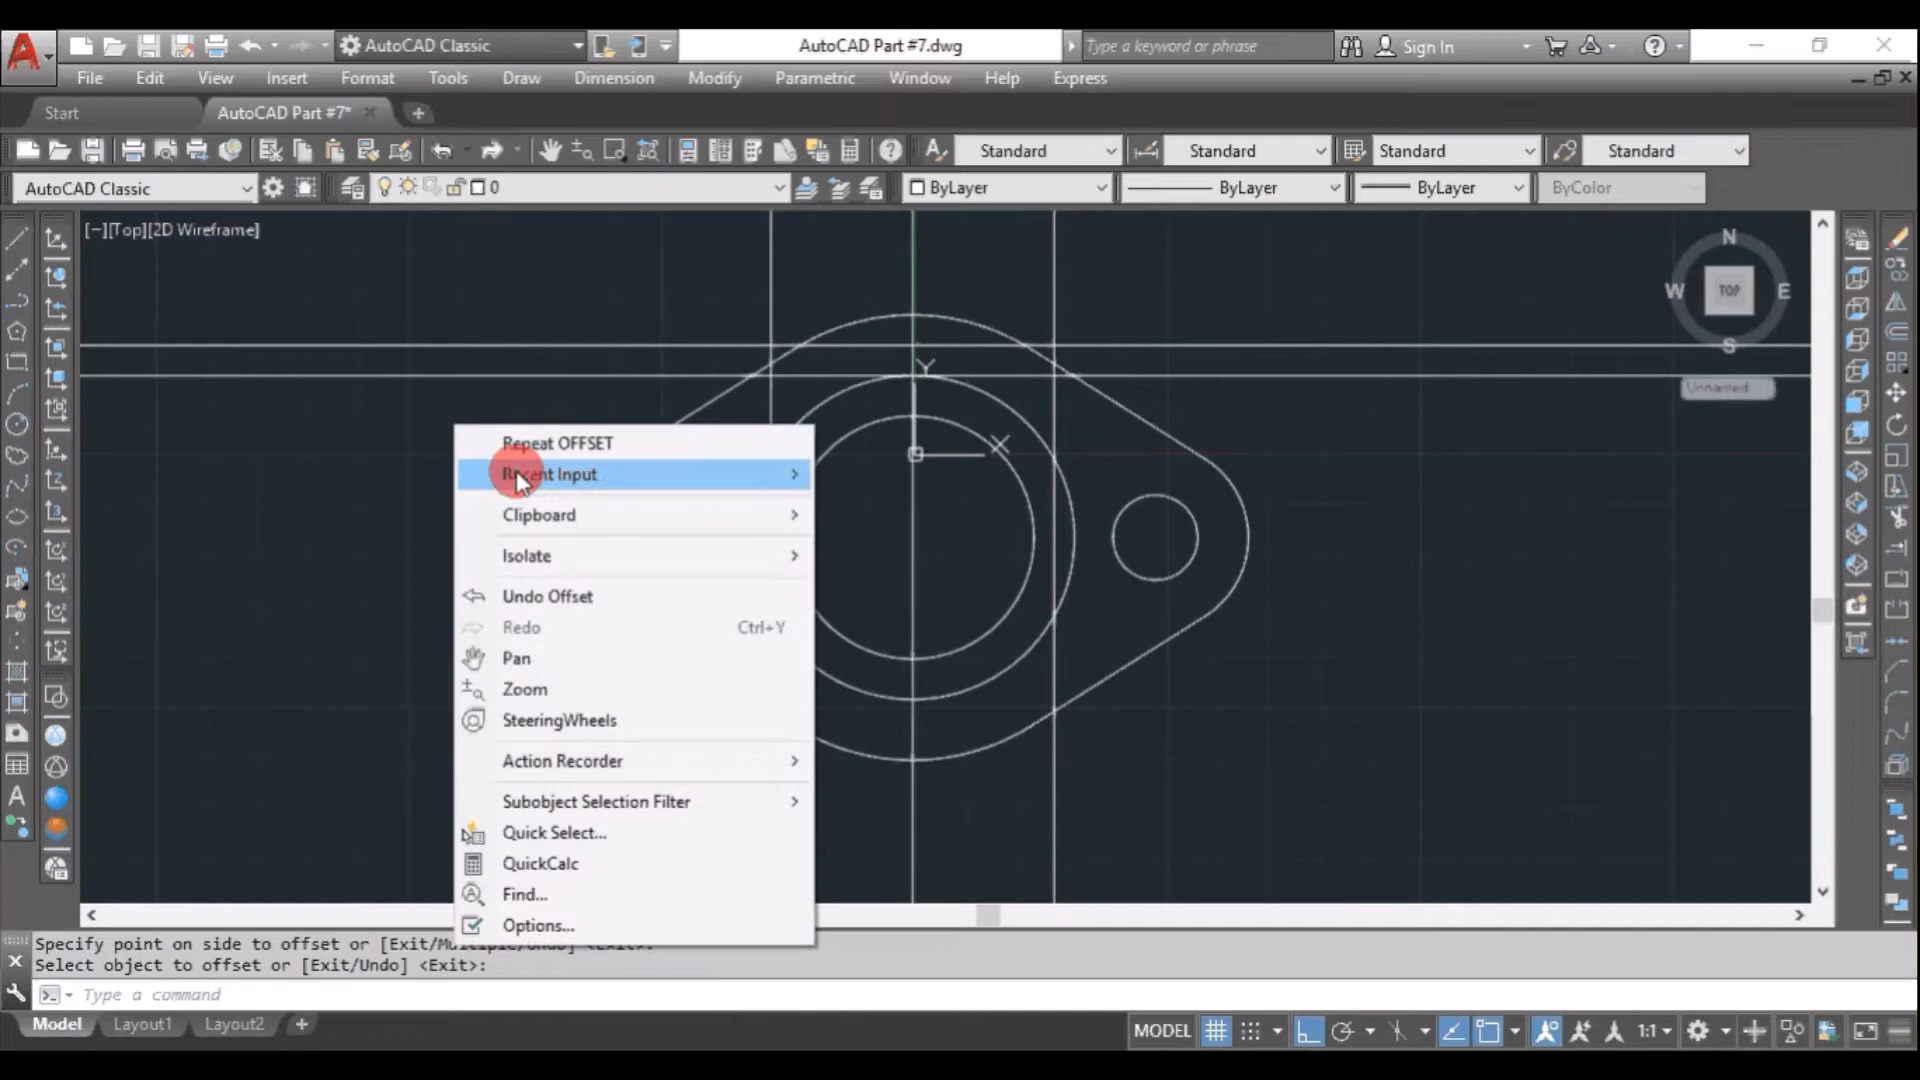 AutoCAD Classic
AutoCAD Part #7.dwg
Type a keyword or phrase
Sign In
File Edit View Insert Format Tools Draw Dimension Modify Parametric Window Help Express
Start
AutoCAD Part #7*
Standard Standard Standard Standard
AutoCAD Classic
0
ByLayer ByLayer ByLayer ByColor
[−][Top][2D Wireframe]
N
W TOP E
S
Unnamed
Y
X
Repeat OFFSET
Recent Input
Clipboard
Isolate
Undo Offset
Redo Ctrl+Y
Pan
Zoom
SteeringWheels
Action Recorder
Subobject Selection Filter
Quick Select...
QuickCalc
Find...
Options...
Specify point on side to offset or [Exit/Multiple/Undo] <Exit>:
Select object to offset or [Exit/Undo] <Exit>:
Type a command
Model Layout1 Layout2
MODEL 1:1